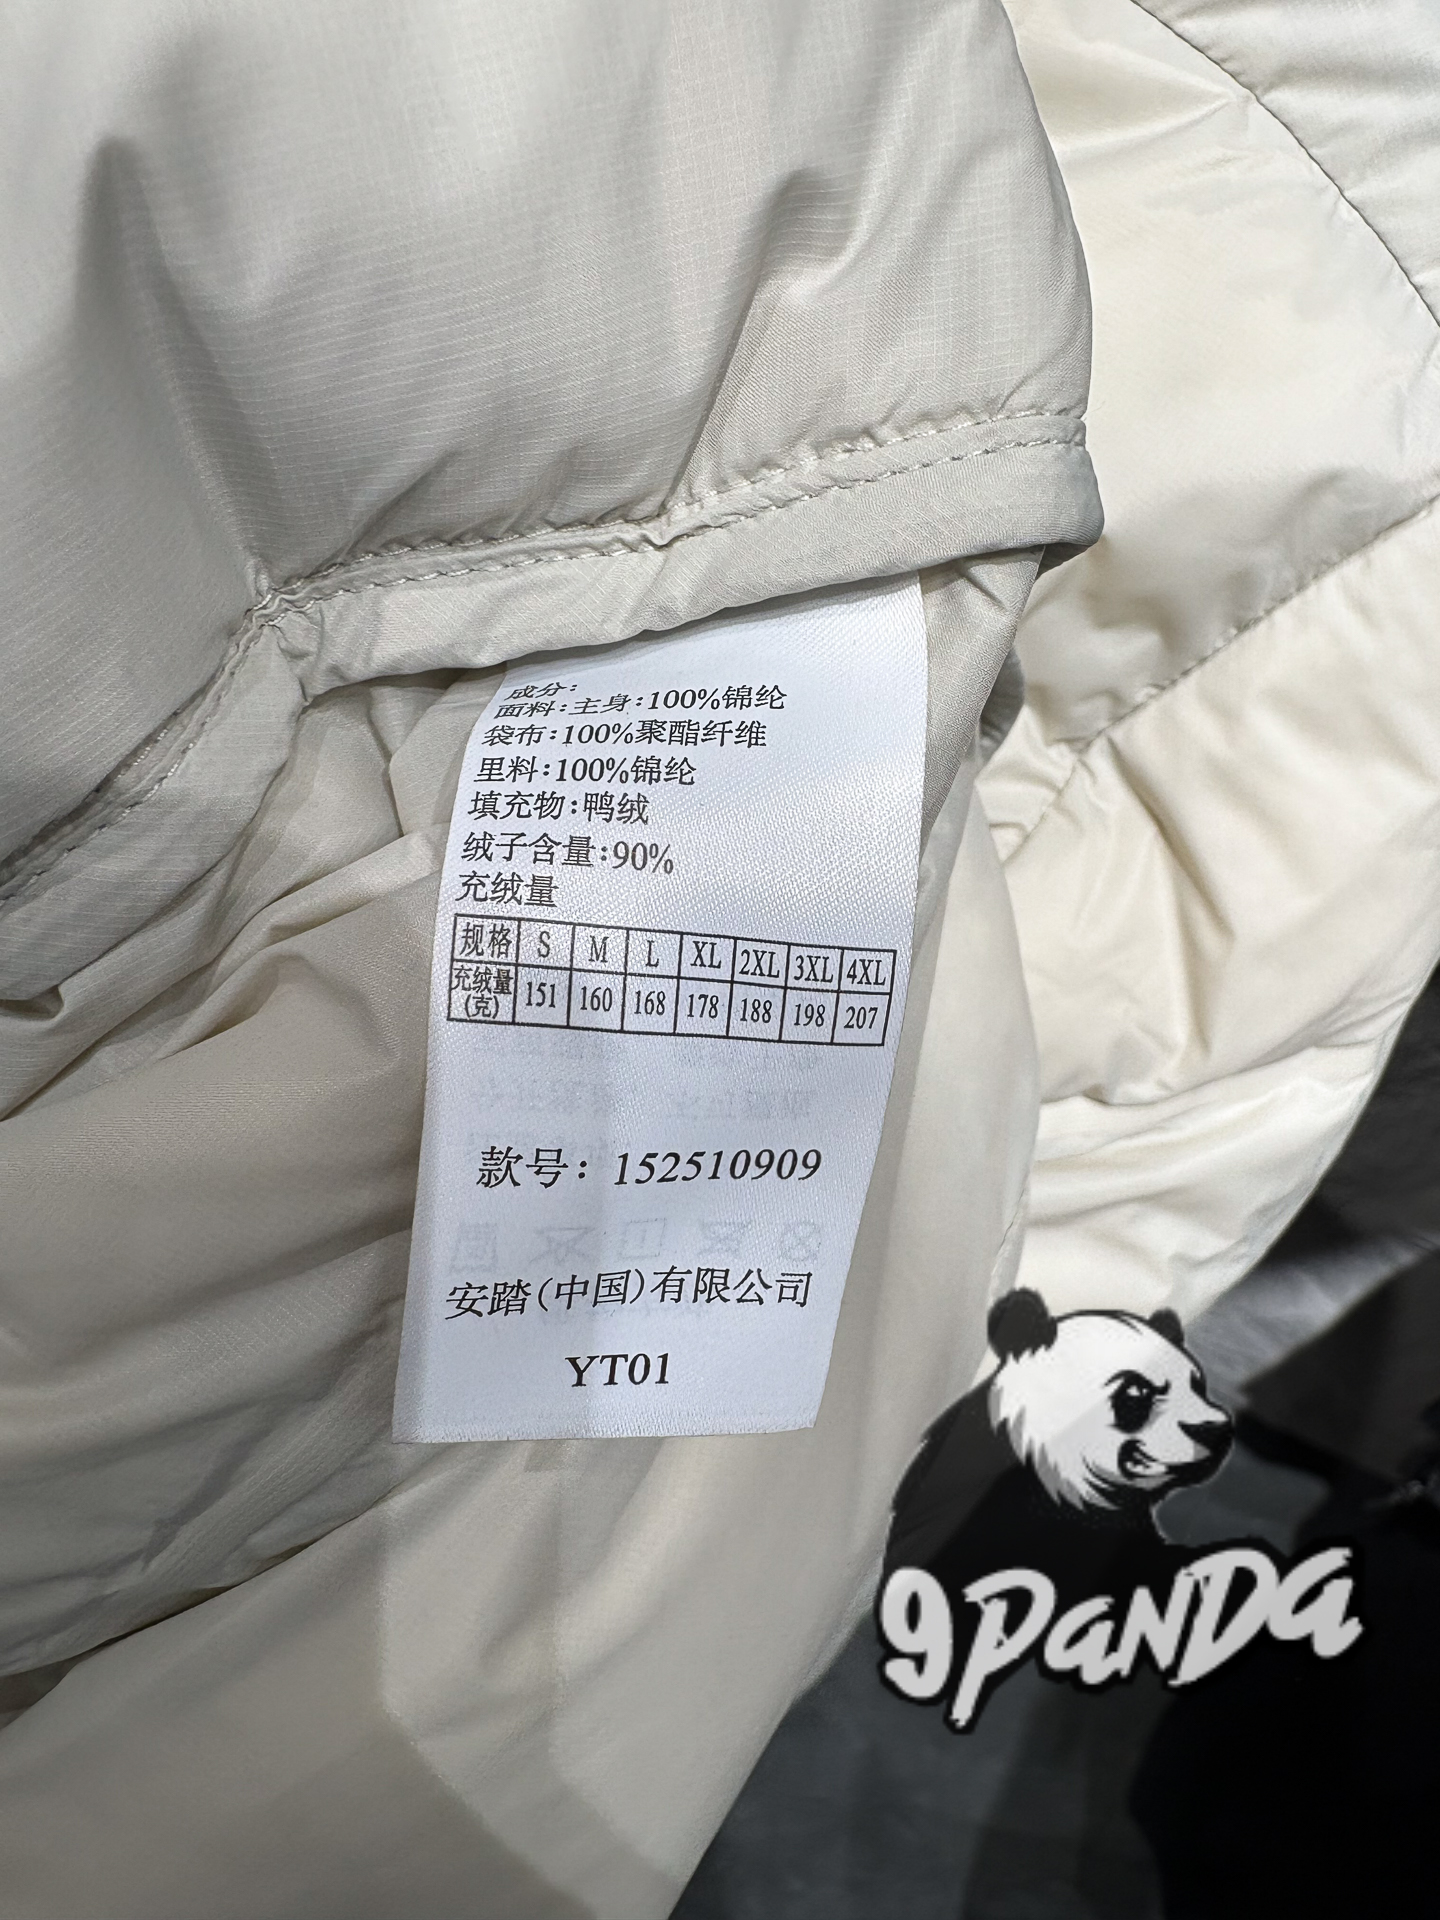 成分:
面料:主身:100%锦纶
袋布:100%聚酯纤维
里料:100%锦纶
填充物:鸭绒
绒子含量:90%
充绒量
规格 S M L XL 2XL 3XL 4XL
充绒量(克) 151 160 168 178 188 198 207
款号: 152510909
安踏(中国)有限公司
YT01
9PANDA